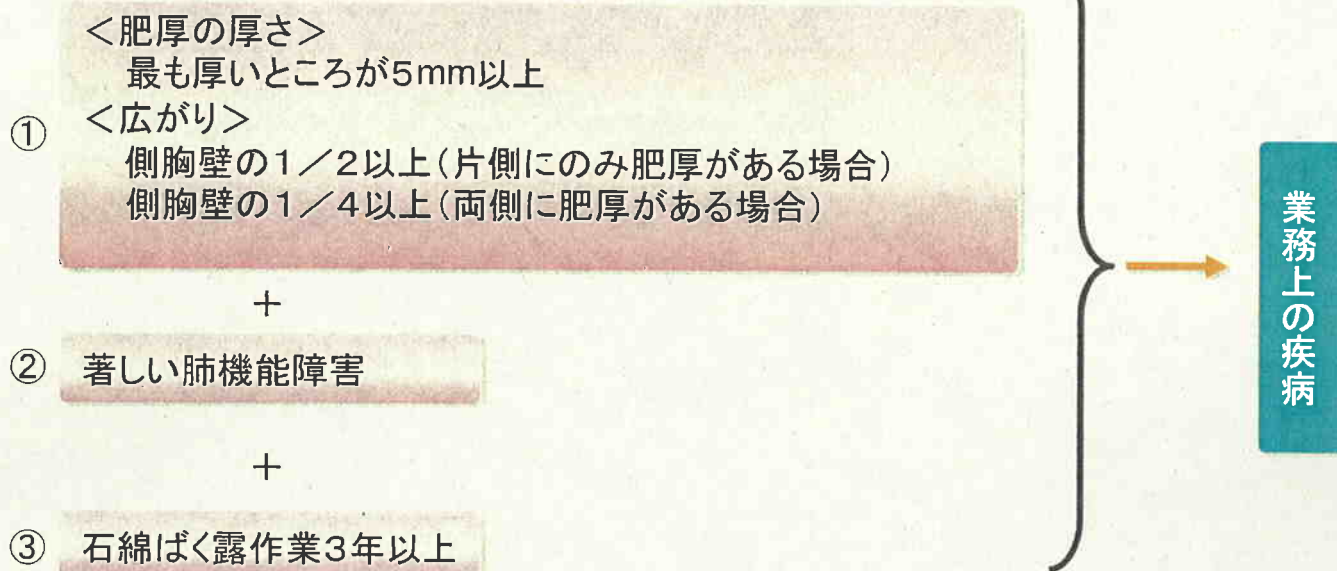 ①
<肥厚の厚さ>
最も厚いところが5mm以上
<広がり>
側胸壁の1/2以上(片側にのみ肥厚がある場合)
側胸壁の1/4以上(両側に肥厚がある場合)
+
② 著しい肺機能障害
+
③ 石綿ばく露作業3年以上
業務上の疾病